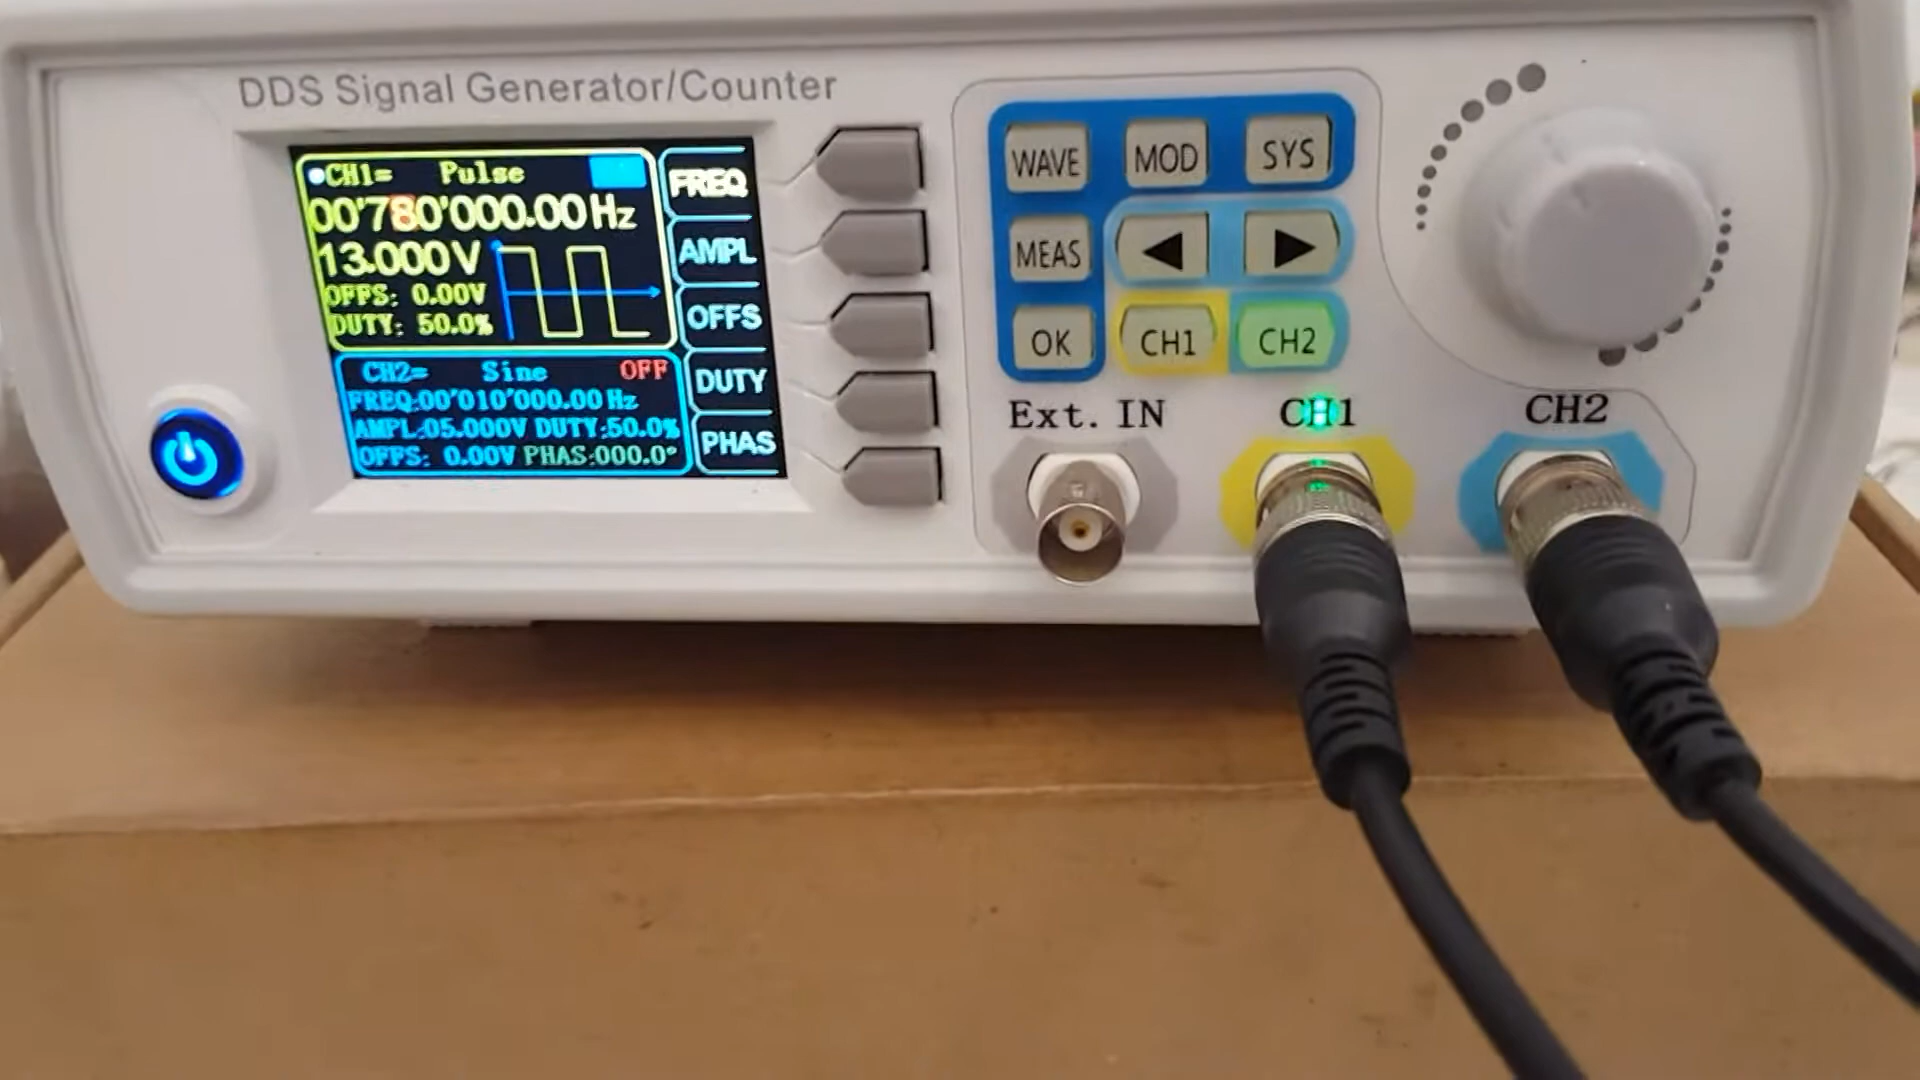 DDS Signal Generator/Counter
CH1= Pulse
00'780'000.00 Hz
13.000V
OFFS: 0.00V
DUTY: 50.0%
CH2= Sine OFF
FREQ:00'010'000.00 Hz
AMPL:05.000V DUTY:50.0%
OFFS: 0.00V PHAS:000.0°
FREQ
AMPL
OFFS
DUTY
PHAS
WAVE MOD SYS
MEAS
OK CH1 CH2
Ext. IN CH1 CH2